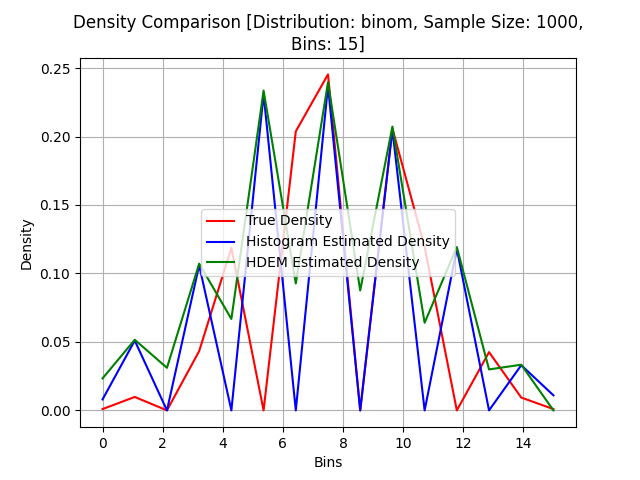 Density Comparison [Distribution: binom, Sample Size: 1000,
Bins: 15]
0.25
0.20
0.15
0.10
0.05
0.00
Density
True Density
Histogram Estimated Density
HDEM Estimated Density
0 2 4 6 8 10 12 14
Bins